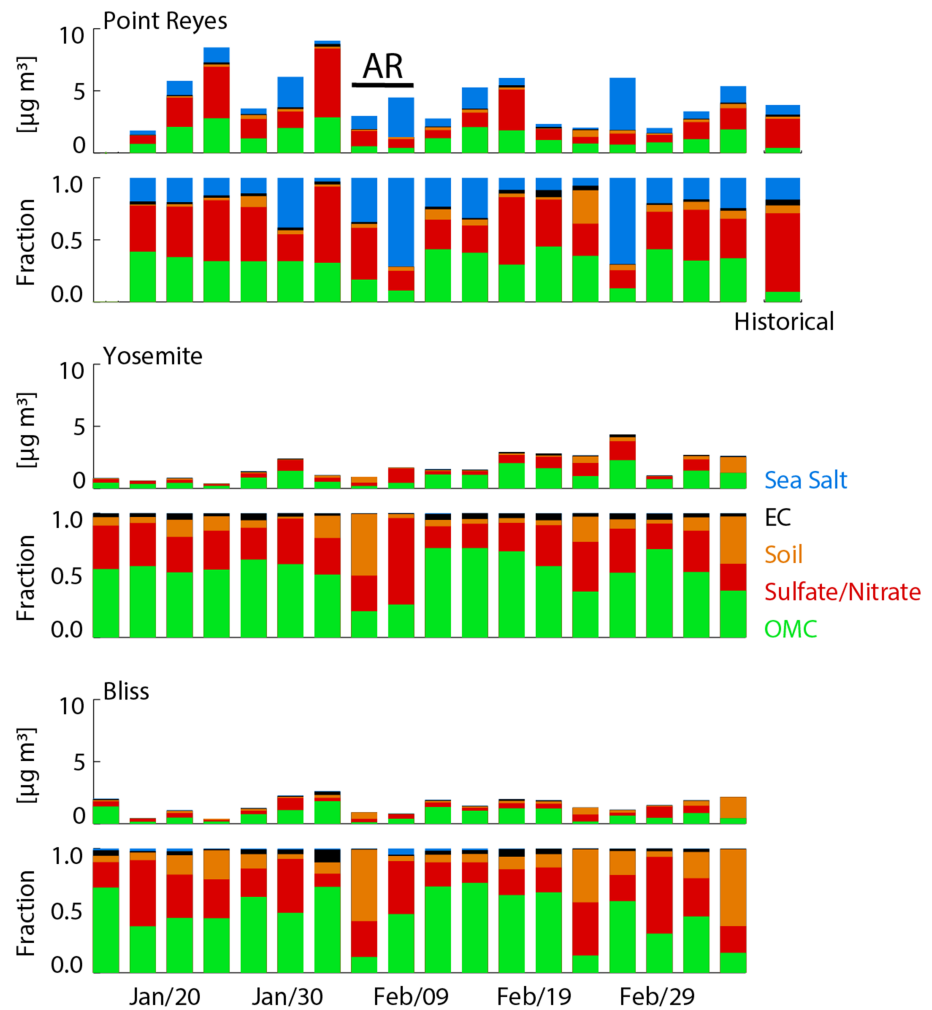 Point Reyes
10
5
0
[µg m³]
AR
1.0
0.5
0.0
Fraction
Historical
Yosemite
10
5
0
[µg m³]
Sea Salt
EC
Soil
Sulfate/Nitrate
OMC
1.0
0.5
0.0
Fraction
Bliss
10
5
0
[µg m³]
1.0
0.5
0.0
Fraction
Jan/20 Jan/30 Feb/09 Feb/19 Feb/29